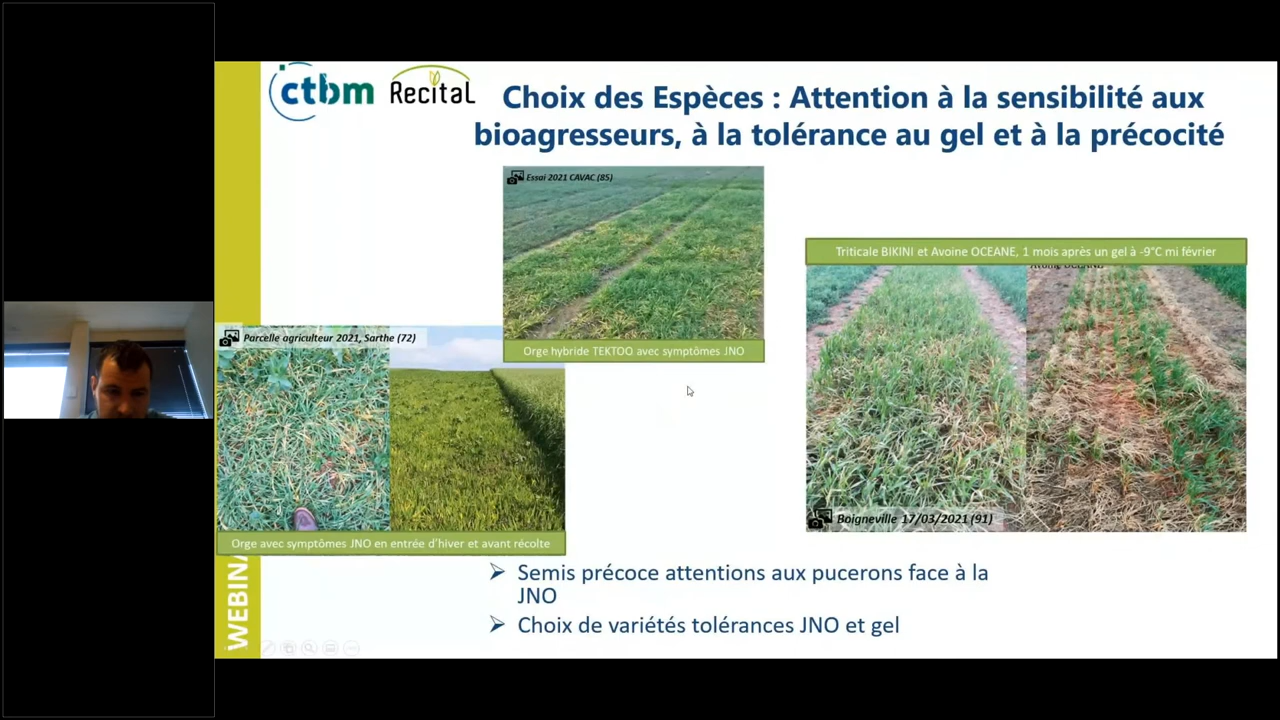 ctbm Recital
Choix des Espèces : Attention à la sensibilité aux
bioagresseurs, à la tolérance au gel et à la précocité
Essai 2021 CAVAC (85)
Orge hybride TEKTOO avec symptômes JNO
Triticale BIKINI et Avoine OCEANE, 1 mois après un gel à -9°C mi février
Avoine OCEANE
Boigneville 17/03/2021 (91)
Parcelle agriculteur 2021, Sarthe (72)
Orge avec symptômes JNO en entrée d'hiver et avant récolte
Semis précoce attentions aux pucerons face à la
JNO
Choix de variétés tolérances JNO et gel
WEBINA